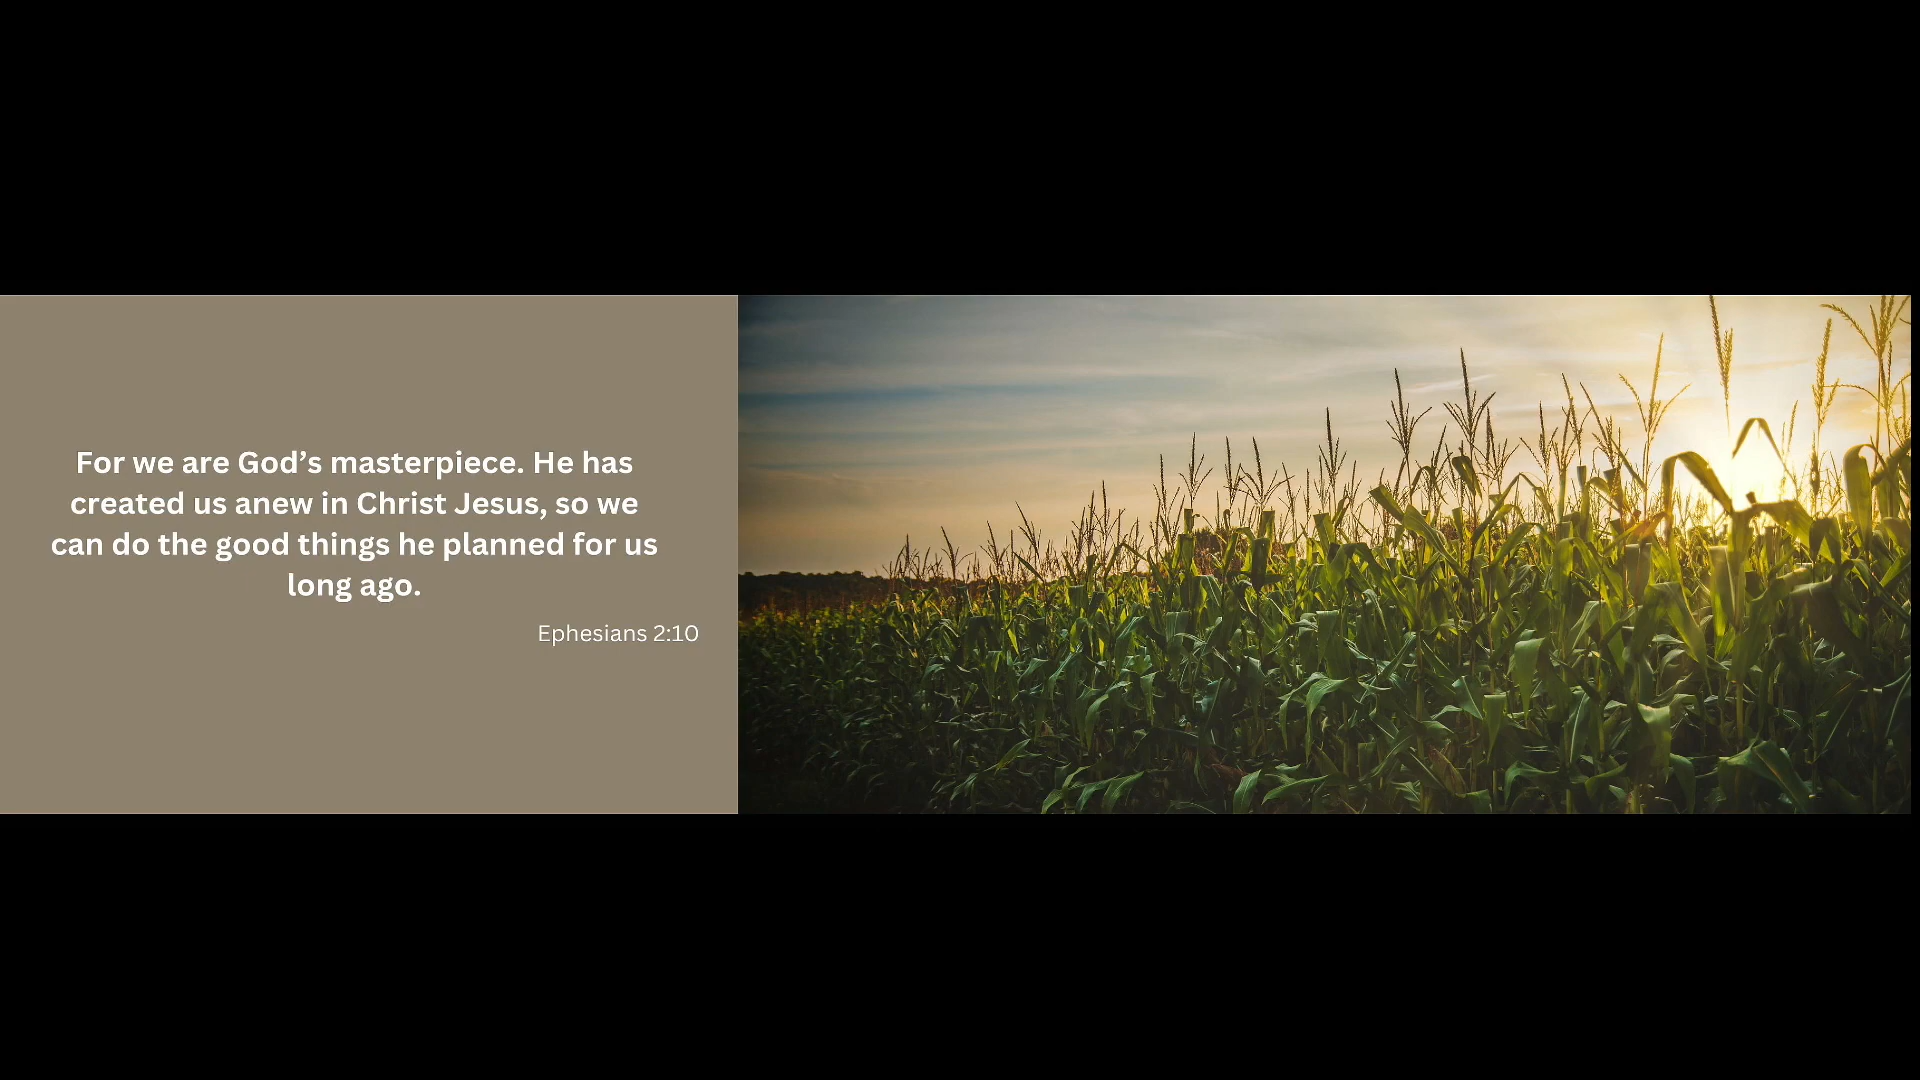 For we are God’s masterpiece. He has
created us anew in Christ Jesus, so we
can do the good things he planned for us
long ago.
Ephesians 2:10